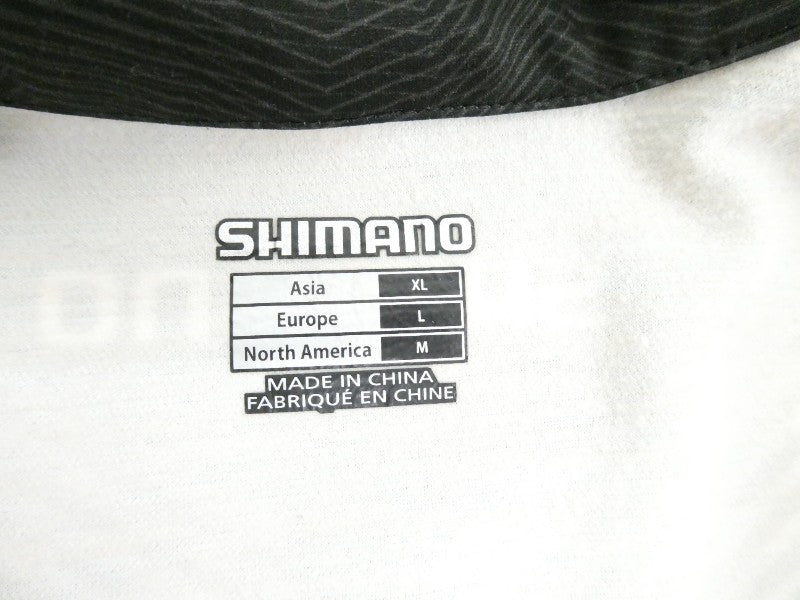 SHIMANO
Asia XL
Europe L
North America M
MADE IN CHINA
FABRIQUÉ EN CHINE